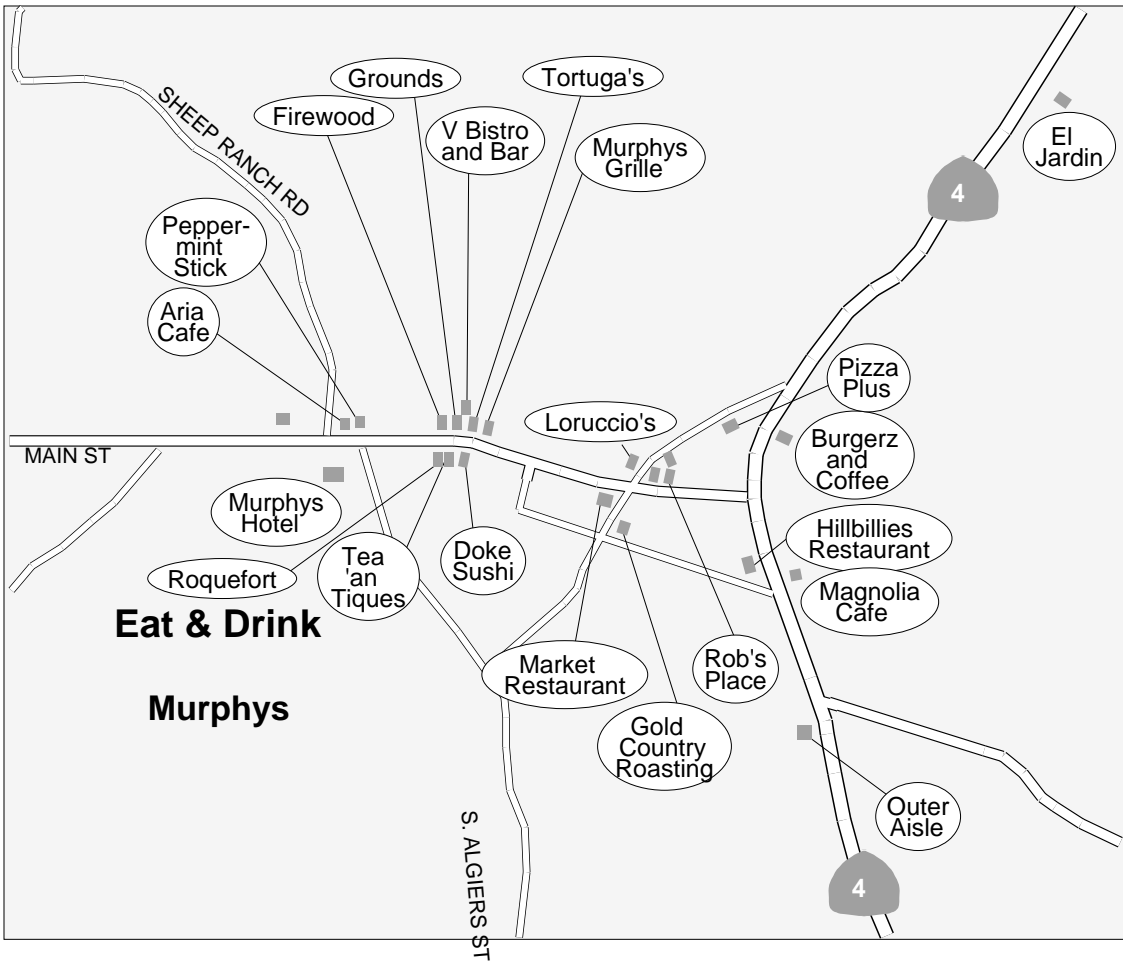 Grounds
Tortuga's
Firewood
V Bistro
and Bar
Murphys
Grille
El
Jardin
SHEEP RANCH RD
4
Pepper-
mint
Stick
Aria
Cafe
Pizza
Plus
Loruccio's
Burgerz
and
Coffee
MAIN ST
Murphys
Hotel
Hillbillies
Restaurant
Roquefort
Tea
'an
Tiques
Doke
Sushi
Magnolia
Cafe
Eat & Drink
Murphys
Market
Restaurant
Rob's
Place
Gold
Country
Roasting
Outer
Aisle
S. ALGIERS ST
4